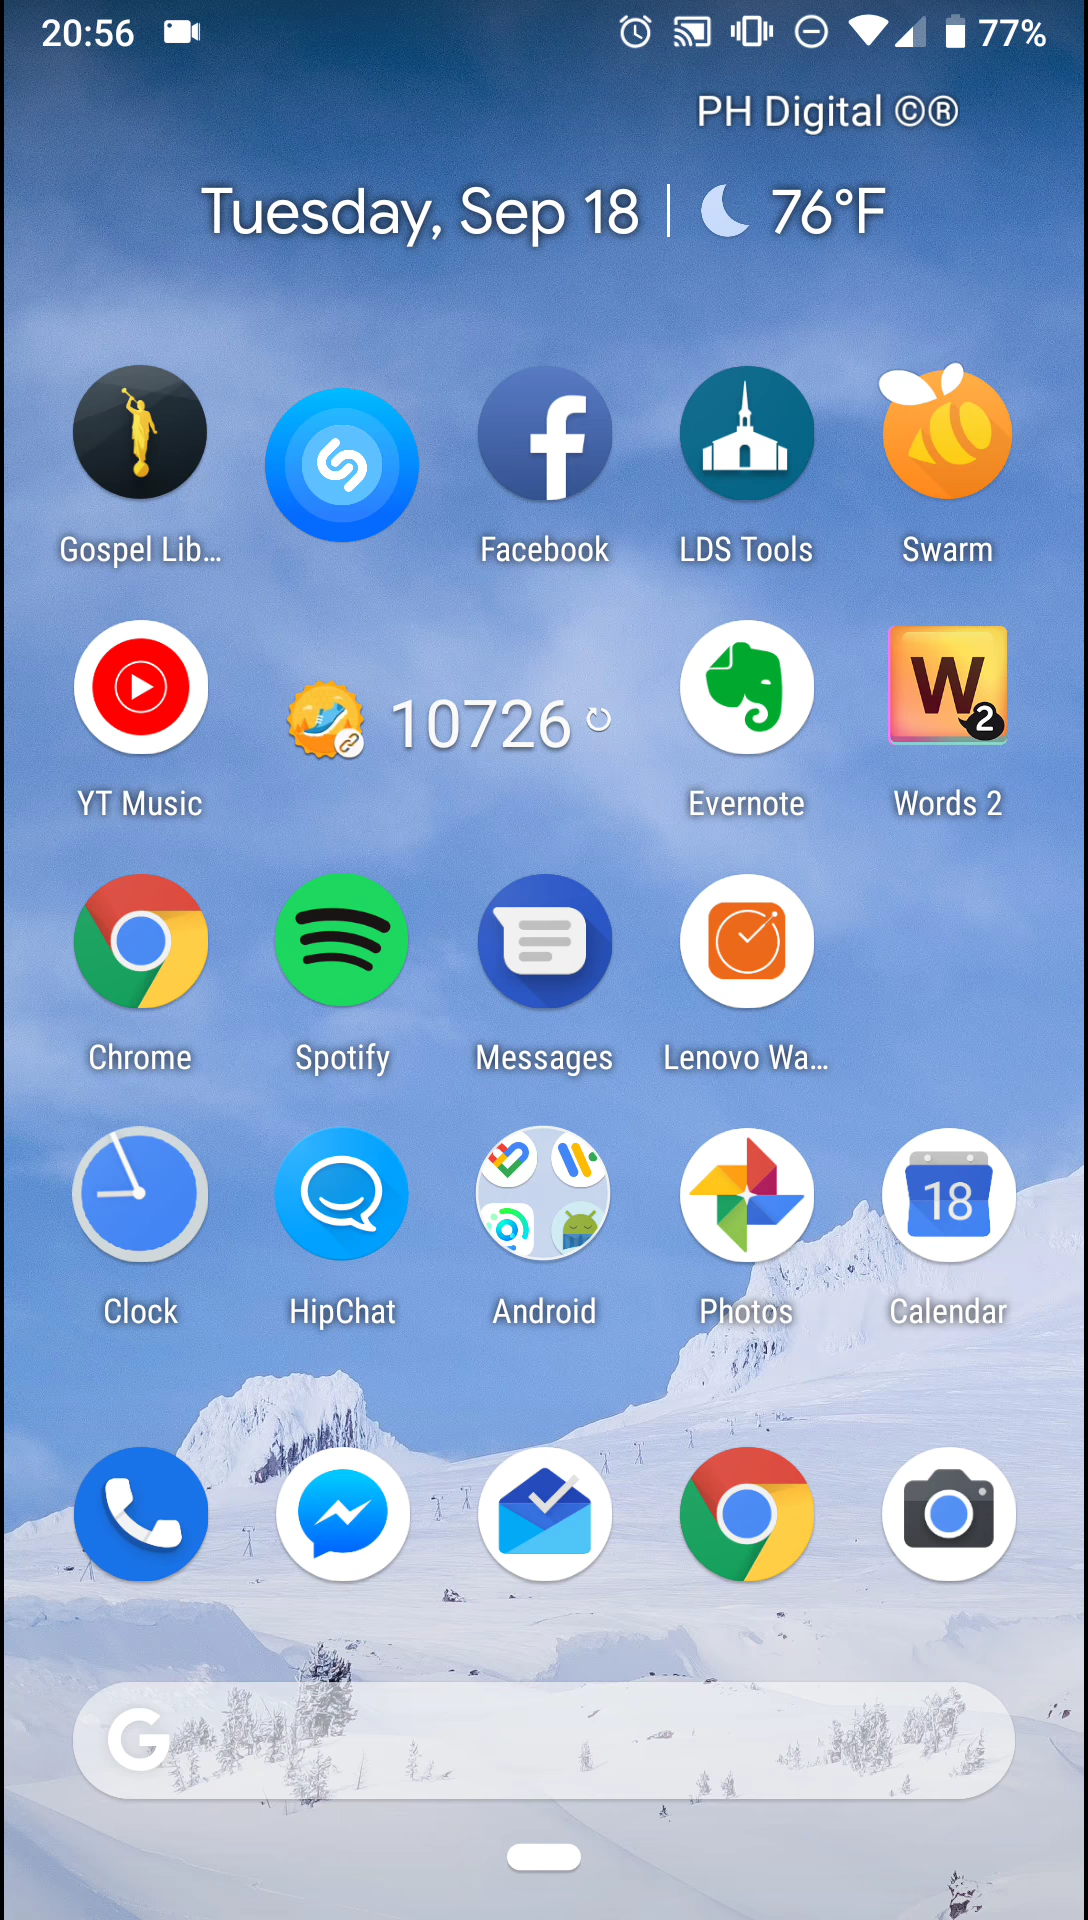 20:56 77%
PH Digital ©®
Tuesday, Sep 18 | 76°F
Gospel Lib... Facebook LDS Tools Swarm
10726
W2
YT Music Evernote Words 2
Chrome Spotify Messages Lenovo Wa...
18
Clock HipChat Android Photos Calendar
G